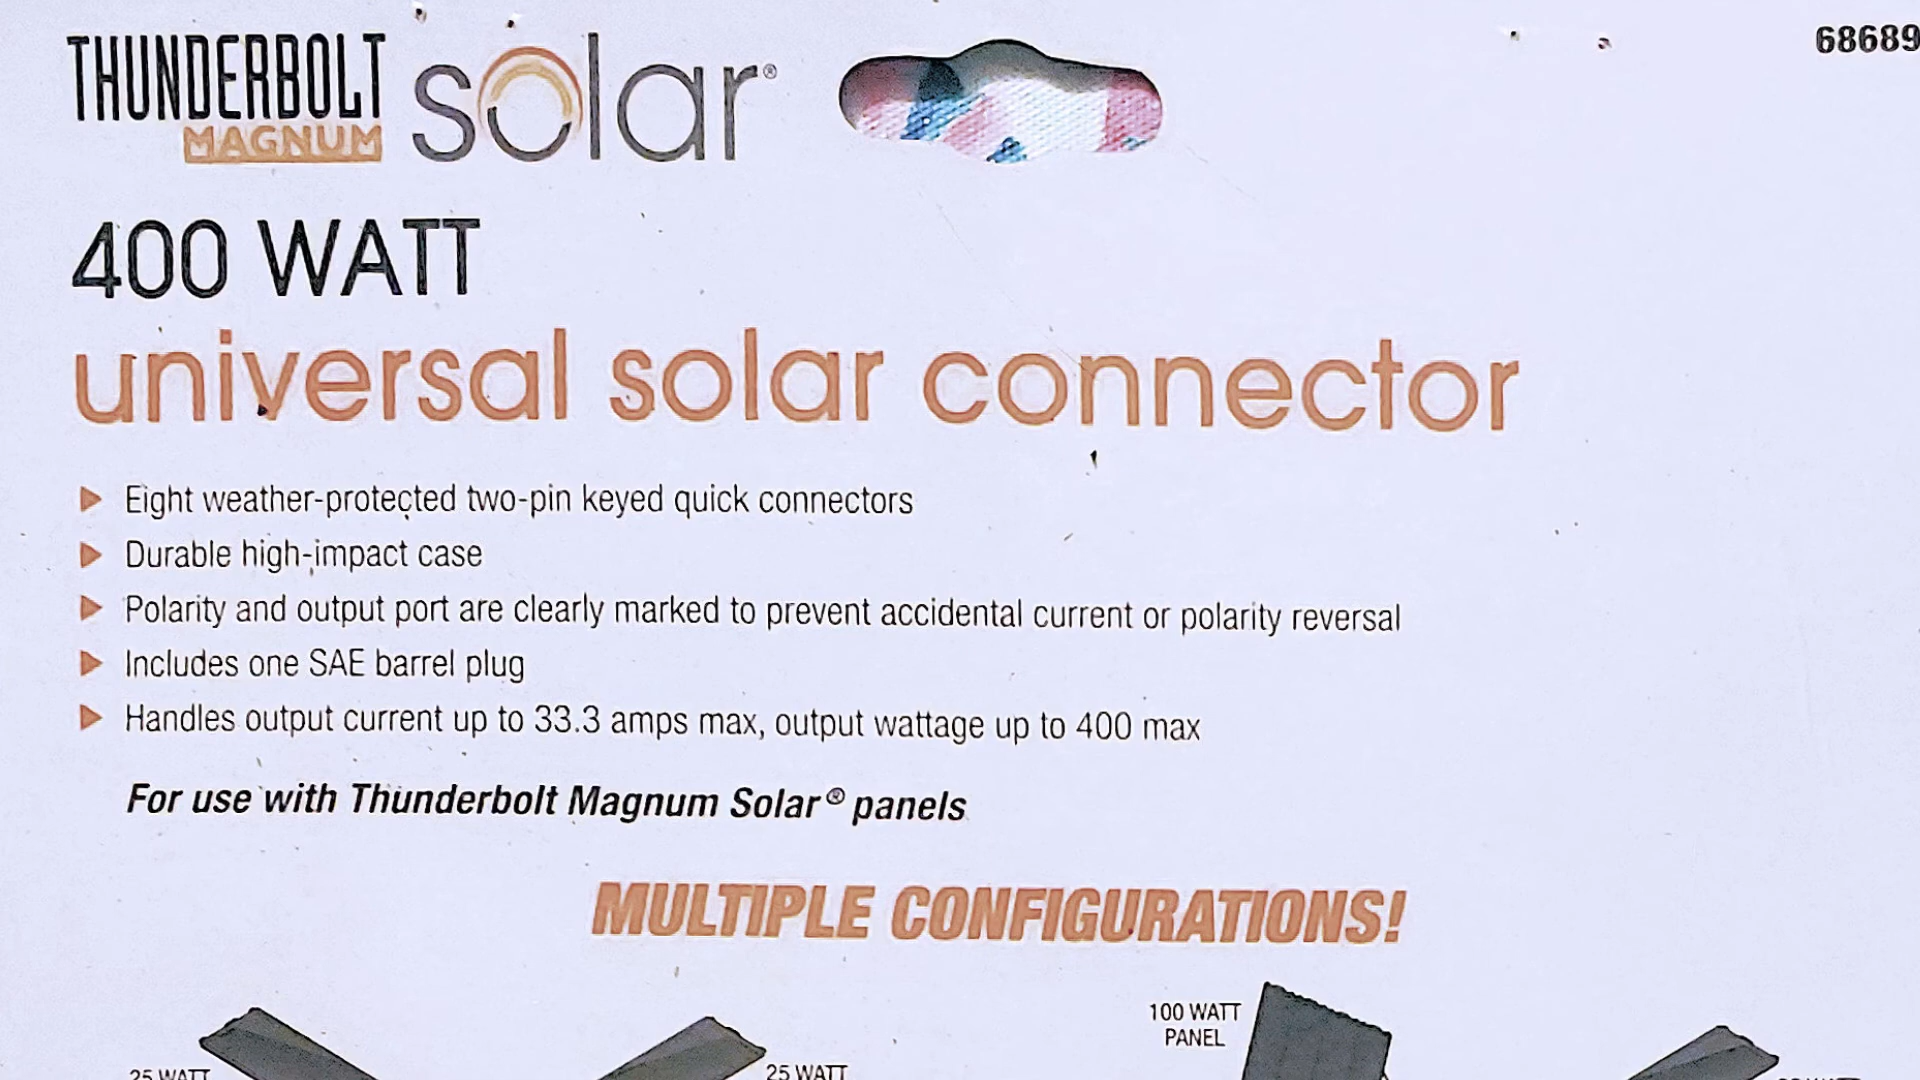 THUNDERBOLT
MAGNUM
solar®
68689
400 WATT
universal solar connector
Eight weather-protected two-pin keyed quick connectors
Durable high-impact case
Polarity and output port are clearly marked to prevent accidental current or polarity reversal
Includes one SAE barrel plug
Handles output current up to 33.3 amps max, output wattage up to 400 max
For use with Thunderbolt Magnum Solar® panels
MULTIPLE CONFIGURATIONS!
100 WATT
PANEL
25 WATT
25 WATT